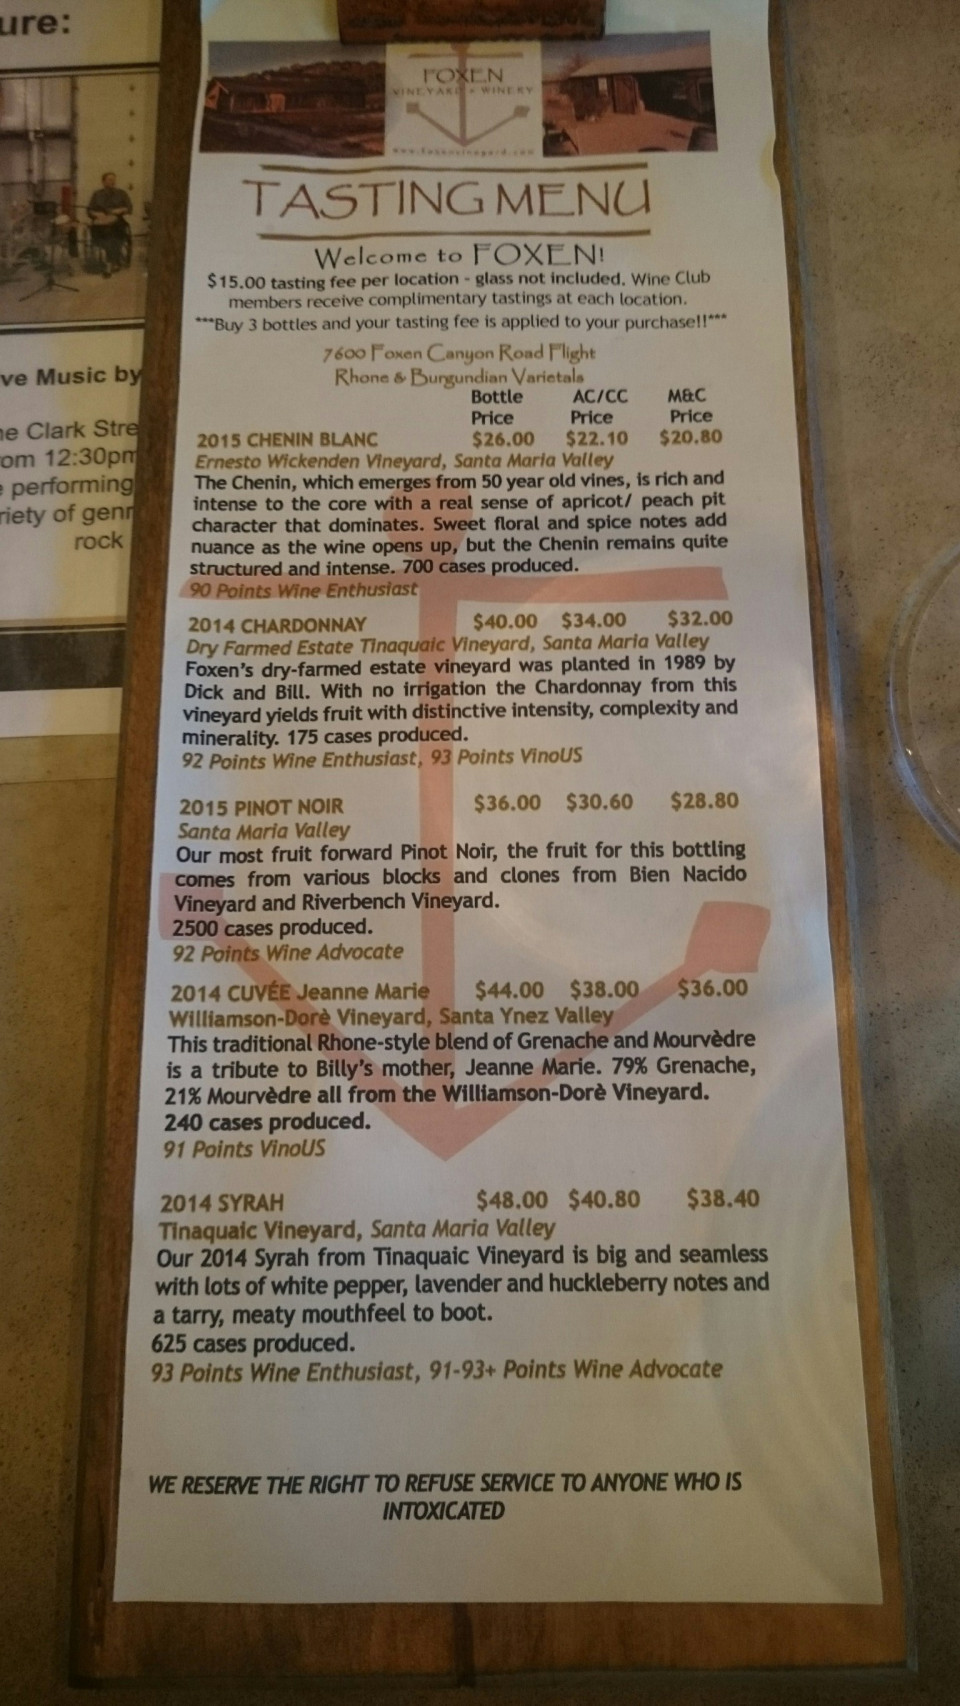 ure:
ve Music by
ne Clark Stre
om 12:30pm
performing
riety of genr
rock
FOXEN
VINEYARD + WINERY
www.foxenvineyard.com
TASTING MENU
Welcome to FOXEN!
$15.00 tasting fee per location - glass not included. Wine Club
members receive complimentary tastings at each location.
***Buy 3 bottles and your tasting fee is applied to your purchase!!***
7600 Foxen Canyon Road Flight
Rhone & Burgundian Varietals
Bottle AC/CC M&C
Price Price Price
2015 CHENIN BLANC $26.00 $22.10 $20.80
Ernesto Wickenden Vineyard, Santa Maria Valley
The Chenin, which emerges from 50 year old vines, is rich and
intense to the core with a real sense of apricot/ peach pit
character that dominates. Sweet floral and spice notes add
nuance as the wine opens up, but the Chenin remains quite
structured and intense. 700 cases produced.
90 Points Wine Enthusiast
2014 CHARDONNAY $40.00 $34.00 $32.00
Dry Farmed Estate Tinaquaic Vineyard, Santa Maria Valley
Foxen's dry-farmed estate vineyard was planted in 1989 by
Dick and Bill. With no irrigation the Chardonnay from this
vineyard yields fruit with distinctive intensity, complexity and
minerality. 175 cases produced.
92 Points Wine Enthusiast, 93 Points VinoUS
2015 PINOT NOIR $36.00 $30.60 $28.80
Santa Maria Valley
Our most fruit forward Pinot Noir, the fruit for this bottling
comes from various blocks and clones from Bien Nacido
Vineyard and Riverbench Vineyard.
2500 cases produced.
92 Points Wine Advocate
2014 CUVÉE Jeanne Marie $44.00 $38.00 $36.00
Williamson-Dorè Vineyard, Santa Ynez Valley
This traditional Rhone-style blend of Grenache and Mourvèdre
is a tribute to Billy's mother, Jeanne Marie. 79% Grenache,
21% Mourvèdre all from the Williamson-Dorè Vineyard.
240 cases produced.
91 Points VinoUS
2014 SYRAH $48.00 $40.80 $38.40
Tinaquaic Vineyard, Santa Maria Valley
Our 2014 Syrah from Tinaquaic Vineyard is big and seamless
with lots of white pepper, lavender and huckleberry notes and
a tarry, meaty mouthfeel to boot.
625 cases produced.
93 Points Wine Enthusiast, 91-93+ Points Wine Advocate
WE RESERVE THE RIGHT TO REFUSE SERVICE TO ANYONE WHO IS
INTOXICATED